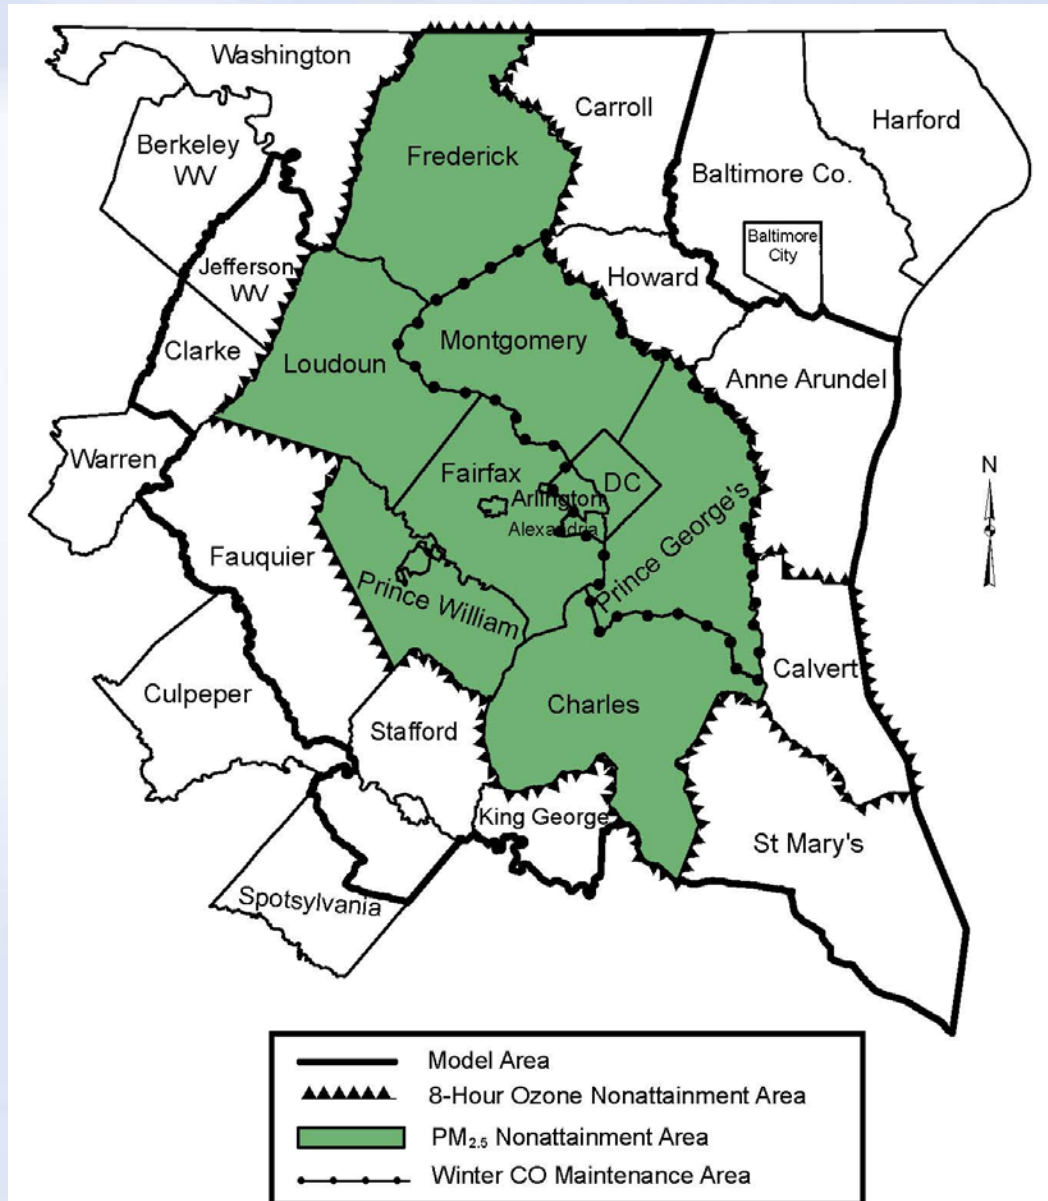 Washington
Carroll
Harford
Berkeley
WV
Frederick
Baltimore Co.
Baltimore
City
Jefferson
WV
Howard
Clarke
Loudoun
Montgomery
Anne Arundel
Warren
Fairfax
DC
Arlington
Alexandria
N
Fauquier
Prince George's
Prince William
Calvert
Culpeper
Charles
Stafford
King George
St Mary's
Spotsylvania
Model Area
8-Hour Ozone Nonattainment Area
PM2.5 Nonattainment Area
Winter CO Maintenance Area